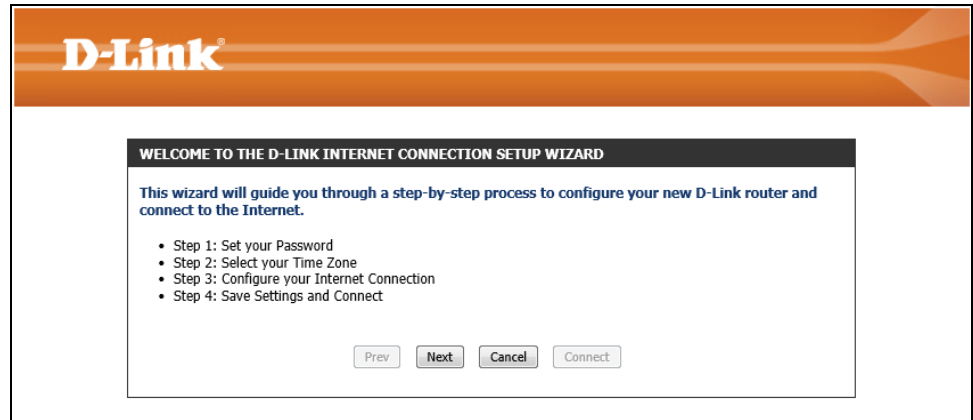 D-Link®
WELCOME TO THE D-LINK INTERNET CONNECTION SETUP WIZARD
This wizard will guide you through a step-by-step process to configure your new D-Link router and
connect to the Internet.
• Step 1: Set your Password
• Step 2: Select your Time Zone
• Step 3: Configure your Internet Connection
• Step 4: Save Settings and Connect
Prev Next Cancel Connect